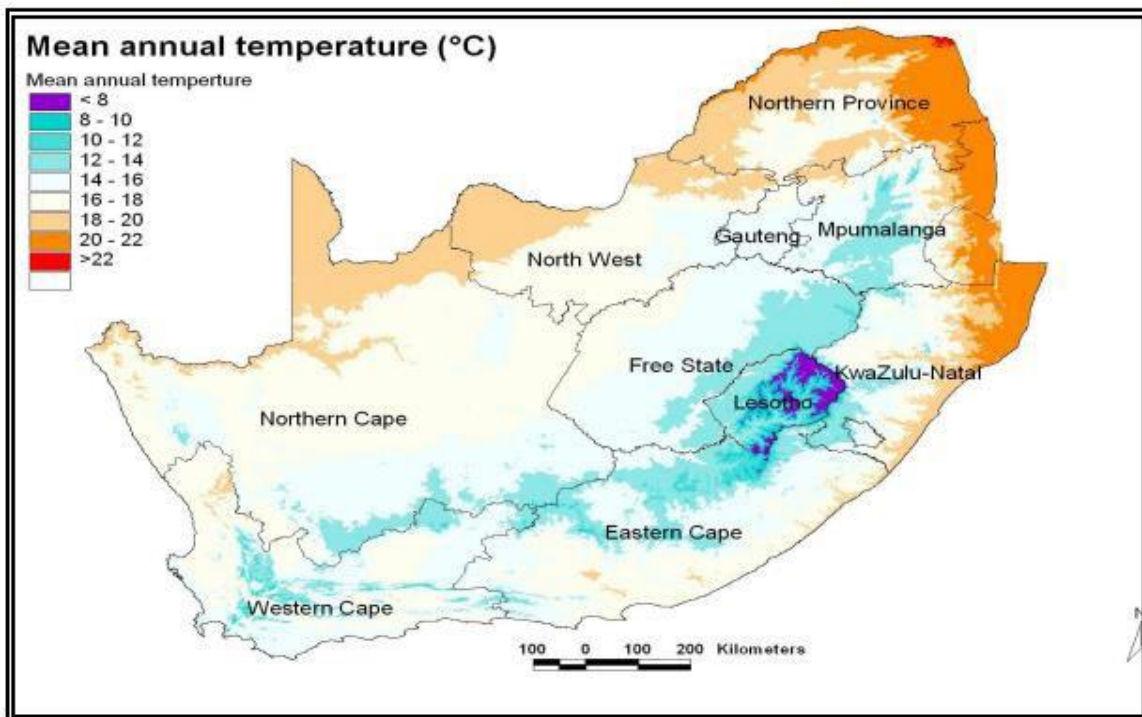 Mean annual temperature (°C)
Mean annual temperture
< 8
8 - 10
10 - 12
12 - 14
14 - 16
16 - 18
18 - 20
20 - 22
>22
Northern Province
Mpumalanga
Gauteng
North West
Free State
KwaZulu-Natal
Lesotho
Northern Cape
Eastern Cape
Western Cape
100 0 100 200 Kilometers
N